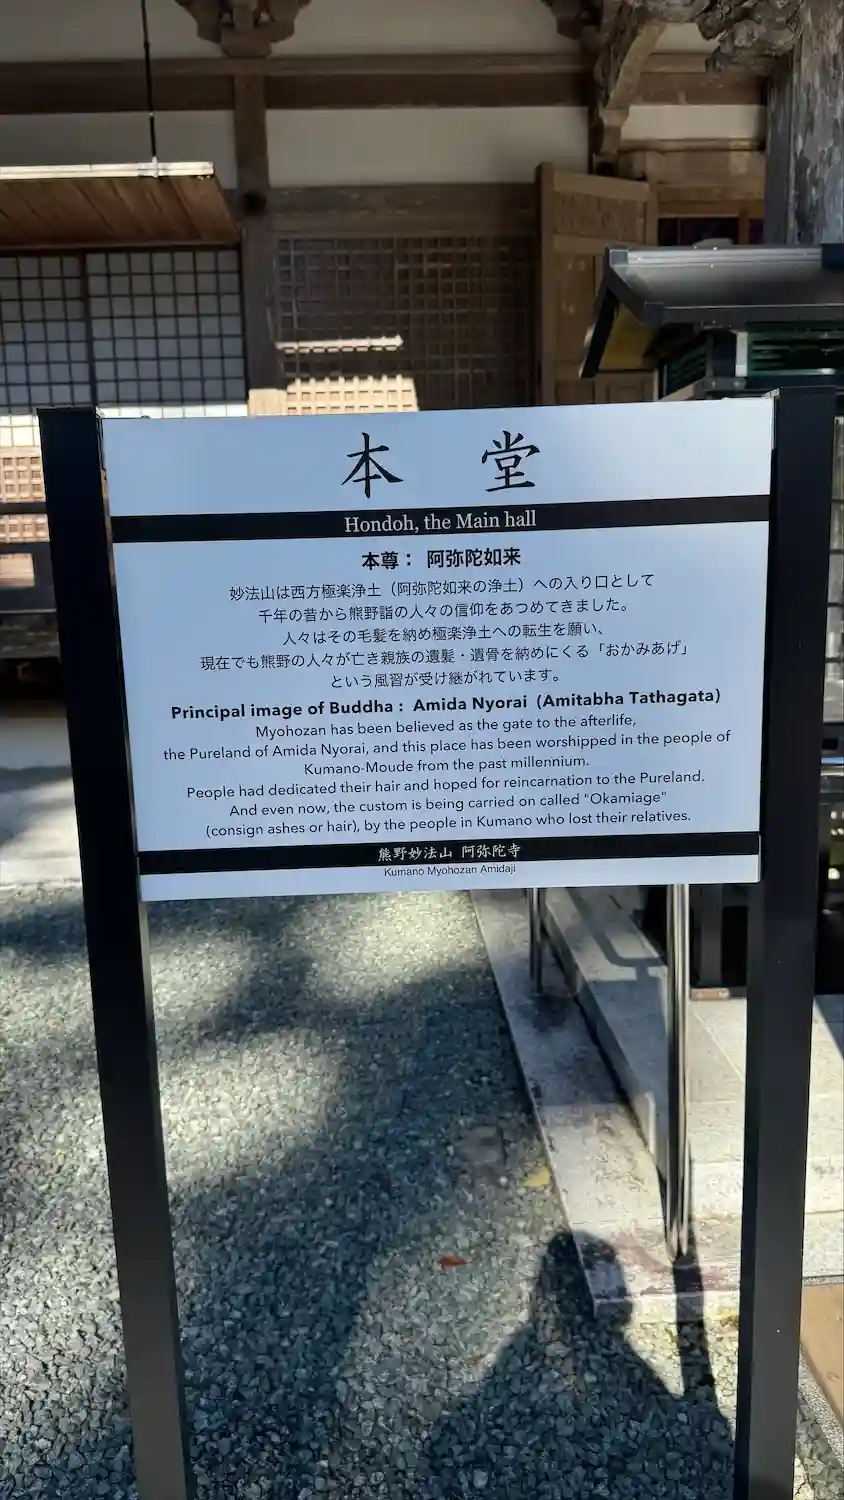 本 堂
Hondoh, the Main hall
本尊： 阿弥陀如来
妙法山は西方極楽浄土（阿弥陀如来の浄土）への入り口として
千年の昔から熊野詣の人々の信仰をあつめてきました。
人々はその毛髪を納め極楽浄土への転生を願い、
現在でも熊野の人々が亡き親族の遺髪・遺骨を納めにくる「おかみあげ」
という風習が受け継がれています。
Principal image of Buddha : Amida Nyorai (Amitabha Tathagata)
Myohozan has been believed as the gate to the afterlife,
the Pureland of Amida Nyorai, and this place has been worshipped in the people of
Kumano-Moude from the past millennium.
People had dedicated their hair and hoped for reincarnation to the Pureland.
And even now, the custom is being carried on called "Okamiage"
(consign ashes or hair), by the people in Kumano who lost their relatives.
熊野妙法山 阿弥陀寺
Kumano Myohozan Amidaji